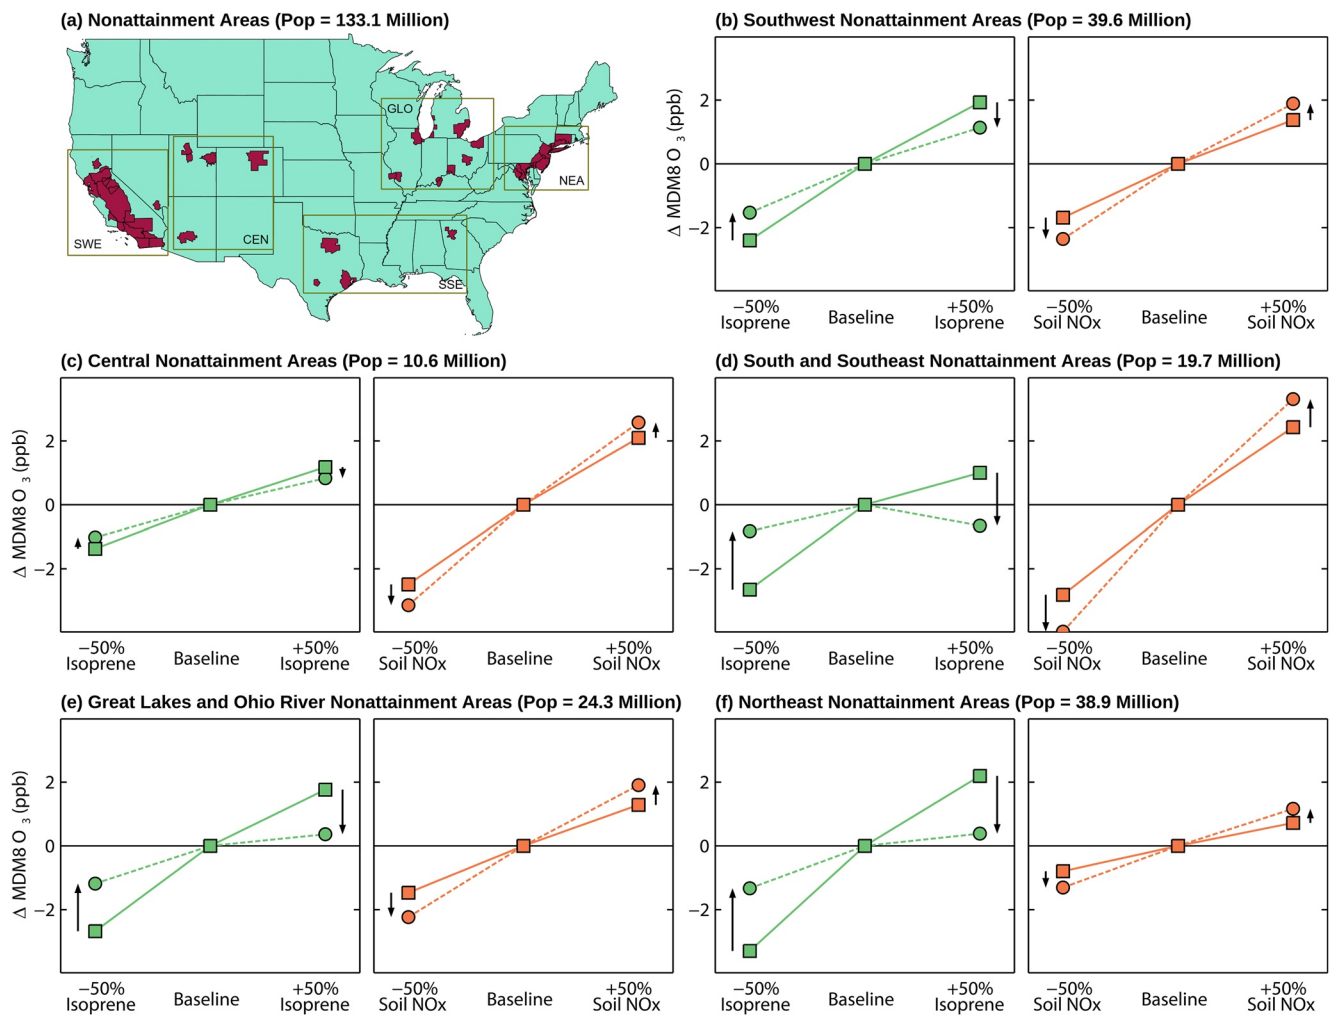 (a) Nonattainment Areas (Pop = 133.1 Million)
GLO
NEA
SWE
CEN
SSE
(b) Southwest Nonattainment Areas (Pop = 39.6 Million)
Δ MDM8 O 3 (ppb)
2
0
−2
−50% Baseline +50%
Isoprene Isoprene
−50% Baseline +50%
Soil NOx Soil NOx
(c) Central Nonattainment Areas (Pop = 10.6 Million)
Δ MDM8 O 3 (ppb)
2
0
−2
−50% Baseline +50%
Isoprene Isoprene
−50% Baseline +50%
Soil NOx Soil NOx
(d) South and Southeast Nonattainment Areas (Pop = 19.7 Million)
2
0
−2
−50% Baseline +50%
Isoprene Isoprene
−50% Baseline +50%
Soil NOx Soil NOx
(e) Great Lakes and Ohio River Nonattainment Areas (Pop = 24.3 Million)
Δ MDM8 O 3 (ppb)
2
0
−2
−50% Baseline +50%
Isoprene Isoprene
−50% Baseline +50%
Soil NOx Soil NOx
(f) Northeast Nonattainment Areas (Pop = 38.9 Million)
2
0
−2
−50% Baseline +50%
Isoprene Isoprene
−50% Baseline +50%
Soil NOx Soil NOx